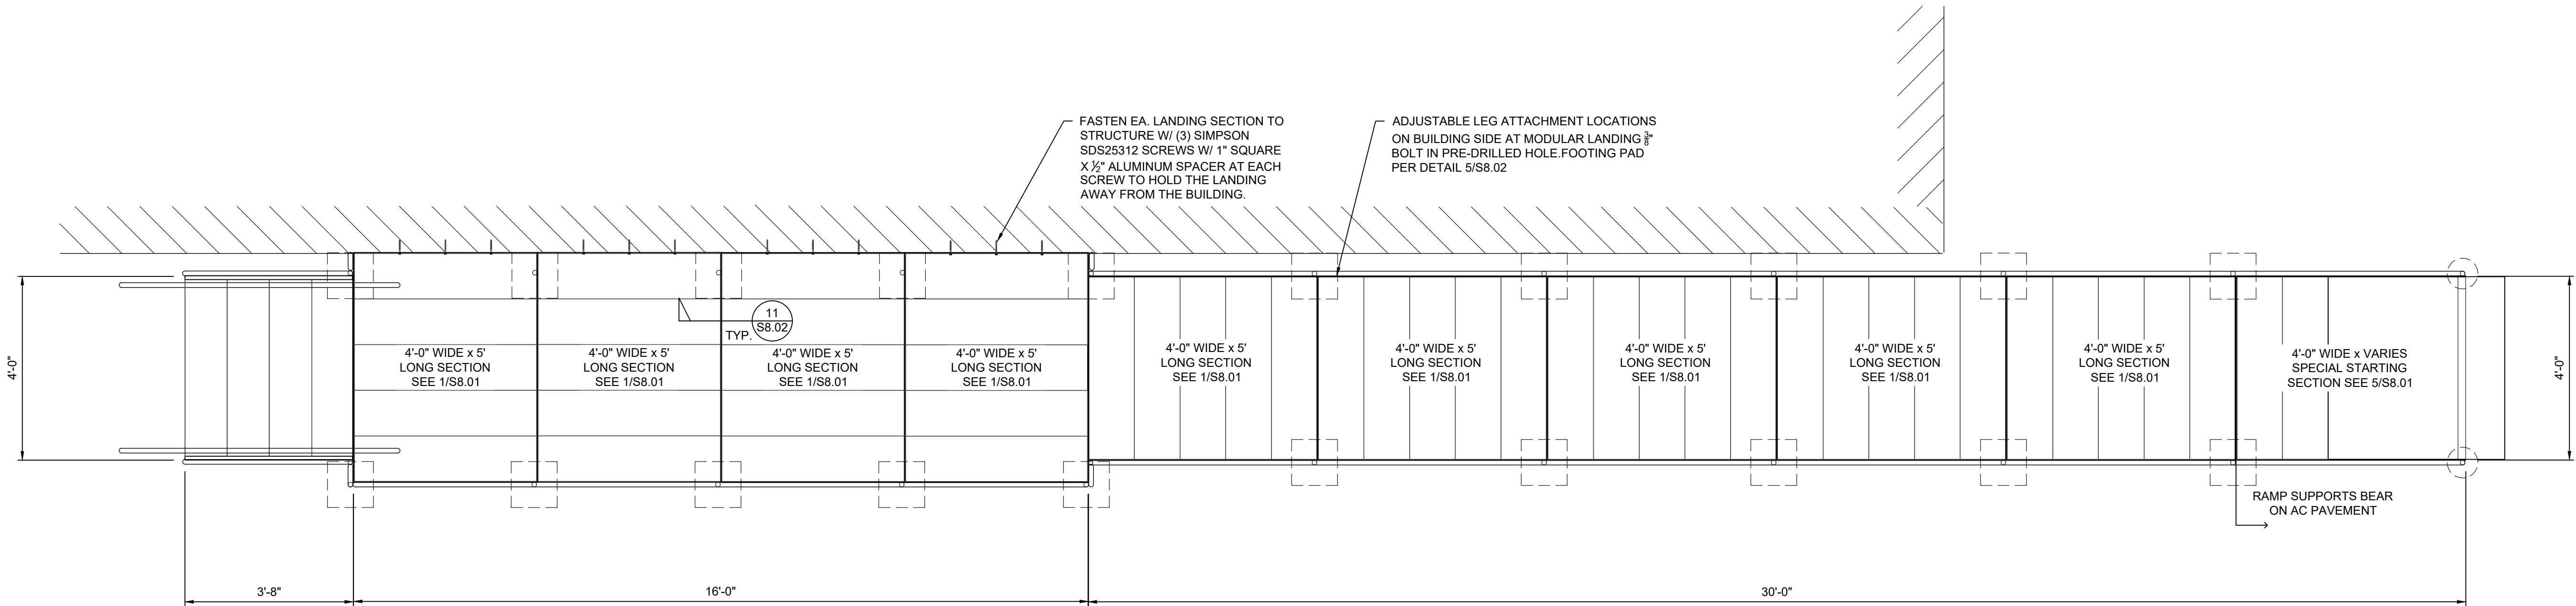 FASTEN EA. LANDING SECTION TO
STRUCTURE W/ (3) SIMPSON
SDS25312 SCREWS W/ 1" SQUARE
X ½" ALUMINUM SPACER AT EACH
SCREW TO HOLD THE LANDING
AWAY FROM THE BUILDING.
ADJUSTABLE LEG ATTACHMENT LOCATIONS
ON BUILDING SIDE AT MODULAR LANDING ⅜"
BOLT IN PRE-DRILLED HOLE.FOOTING PAD
PER DETAIL 5/S8.02
11
S8.02
TYP.
4'-0"
4'-0" WIDE x 5'
LONG SECTION
SEE 1/S8.01
4'-0" WIDE x 5'
LONG SECTION
SEE 1/S8.01
4'-0" WIDE x 5'
LONG SECTION
SEE 1/S8.01
4'-0" WIDE x 5'
LONG SECTION
SEE 1/S8.01
4'-0" WIDE x 5'
LONG SECTION
SEE 1/S8.01
4'-0" WIDE x 5'
LONG SECTION
SEE 1/S8.01
4'-0" WIDE x 5'
LONG SECTION
SEE 1/S8.01
4'-0" WIDE x 5'
LONG SECTION
SEE 1/S8.01
4'-0" WIDE x 5'
LONG SECTION
SEE 1/S8.01
4'-0" WIDE x VARIES
SPECIAL STARTING
SECTION SEE 5/S8.01
4'-0"
RAMP SUPPORTS BEAR
ON AC PAVEMENT
3'-8"
16'-0"
30'-0"